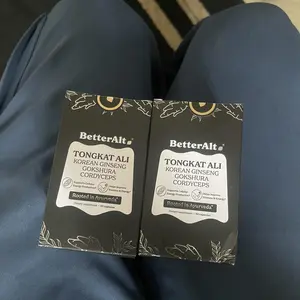 BetterAlt
TONGKAT ALI
KOREAN GINSENG
GOKSHURA
CORDYCEPS
Rooted in Ayurveda
BetterAlt
TONGKAT ALI
KOREAN GINSENG
GOKSHURA
CORDYCEPS
Rooted in Ayurveda